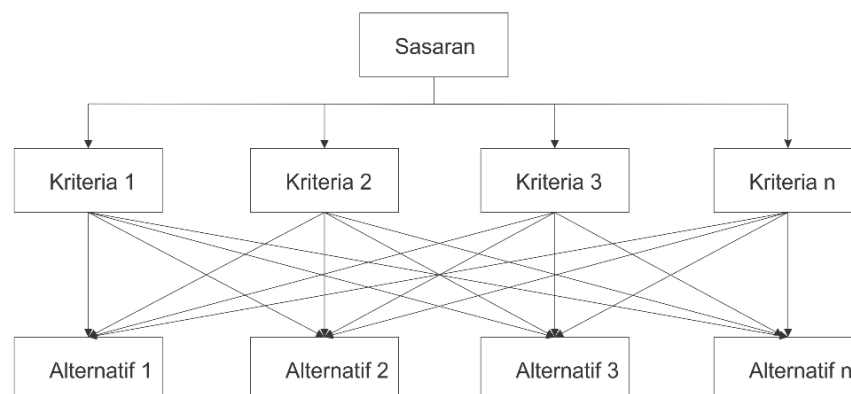 Sasaran
Kriteria 1
Kriteria 2
Kriteria 3
Kriteria n
Alternatif 1
Alternatif 2
Alternatif 3
Alternatif n